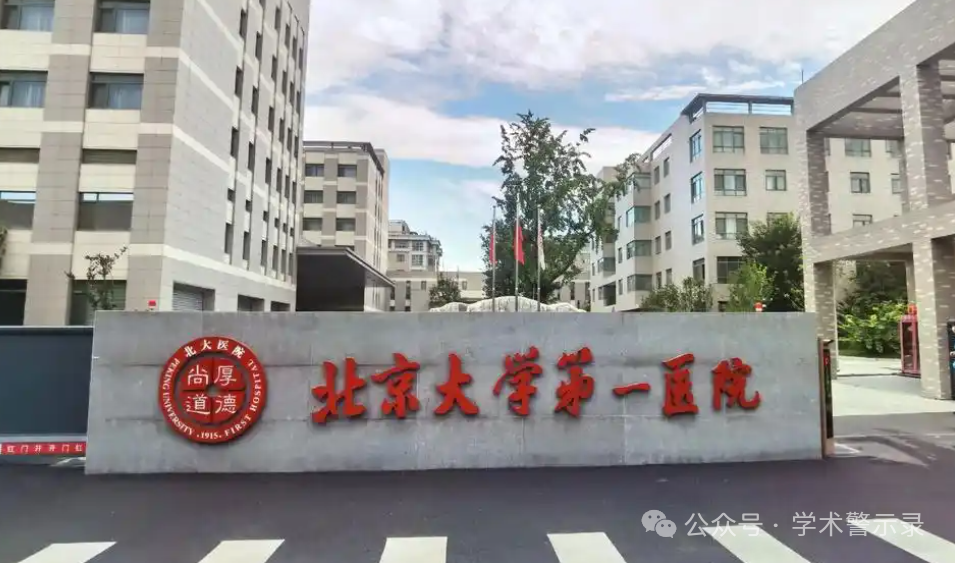 北大医院
厚德
尚道
PEKING UNIVERSITY · 1915 · FIRST HOSPITAL
北京大学第一医院
公众号 · 学术警示录